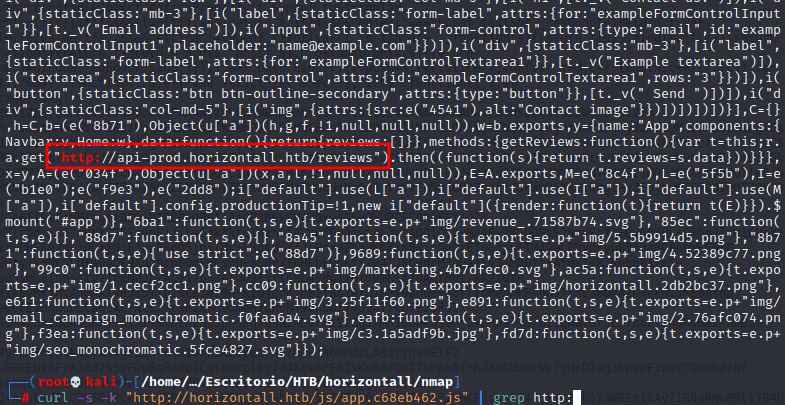 i("div",{staticClass:"row"},[i("div",{staticClass:"col-md-5"},[i("h1",[t._v("Contact us.")]),i("d
iv",{staticClass:"mb-3"},[i("label",{staticClass:"form-label",attrs:{for:"exampleFormControlInput
1"}},[t._v("Email address")]),i("input",{staticClass:"form-control",attrs:{type:"email",id:"examp
leFormControlInput1",placeholder:"name@example.com"}})]),i("div",{staticClass:"mb-3"},[i("label",
{staticClass:"form-label",attrs:{for:"exampleFormControlTextarea1"}},[t._v("Example textarea")]),
i("textarea",{staticClass:"form-control",attrs:{id:"exampleFormControlTextarea1",rows:"3"}})]),i(
"button",{staticClass:"btn btn-outline-secondary",attrs:{type:"button"}},[t._v(" Send ")])]),i("d
iv",{staticClass:"col-md-5"},[i("img",{attrs:{src:e("4541"),alt:"Contact image"}})])])])])}],C={}
,h=C,b=(e("8b71"),Object(u["a"])(h,g,f,!1,null,null,null)),w=b.exports,y={name:"App",components:{
Navbar:v,Home:w},data:function(){return{reviews:[]}},methods:{getReviews:function(){var t=this;r.
a.get("http://api-prod.horizontall.htb/reviews").then((function(s){return t.reviews=s.data}))}}},
x=y,A=(e("034f"),Object(u["a"])(x,a,l,!1,null,null,null)),E=A.exports,M=e("8c4f"),L=e("5f5b"),I=e
("b1e0");e("f9e3"),e("2dd8");i["default"].use(L["a"]),i["default"].use(I["a"]),i["default"].use(M
["a"]),i["default"].config.productionTip=!1,new i["default"]({render:function(t){return t(E)}}).$
mount("#app")},"6ba1":function(t,s,e){t.exports=e.p+"img/revenue_.71587b74.svg"},"85ec":function(
t,s,e){},"88d7":function(t,s,e){},"8a45":function(t,s,e){t.exports=e.p+"img/5.5b9914d5.png"},"8b7
1":function(t,s,e){"use strict";e("88d7")},9689:function(t,s,e){t.exports=e.p+"img/4.52389c77.png
"},"99c0":function(t,s,e){t.exports=e.p+"img/marketing.4b7dfec0.svg"},ac5a:function(t,s,e){t.expo
rts=e.p+"img/1.cecf2cc1.png"},cc09:function(t,s,e){t.exports=e.p+"img/horizontall.2db2bc37.png"},
e611:function(t,s,e){t.exports=e.p+"img/3.25f11f60.png"},e891:function(t,s,e){t.exports=e.p+"img/
email_campaign_monochromatic.f0faa6a4.svg"},eafb:function(t,s,e){t.exports=e.p+"img/2.76afc074.pn
g"},f3ea:function(t,s,e){t.exports=e.p+"img/c3.1a5adf9b.jpg"},fd7d:function(t,s,e){t.exports=e.p+
"img/seo_monochromatic.5fce4827.svg"}});
(root💀kali)-[/home/…/Escritorio/HTB/horizontall/nmap]
# curl -s -k "http://horizontall.htb/js/app.c68eb462.js" | grep http: